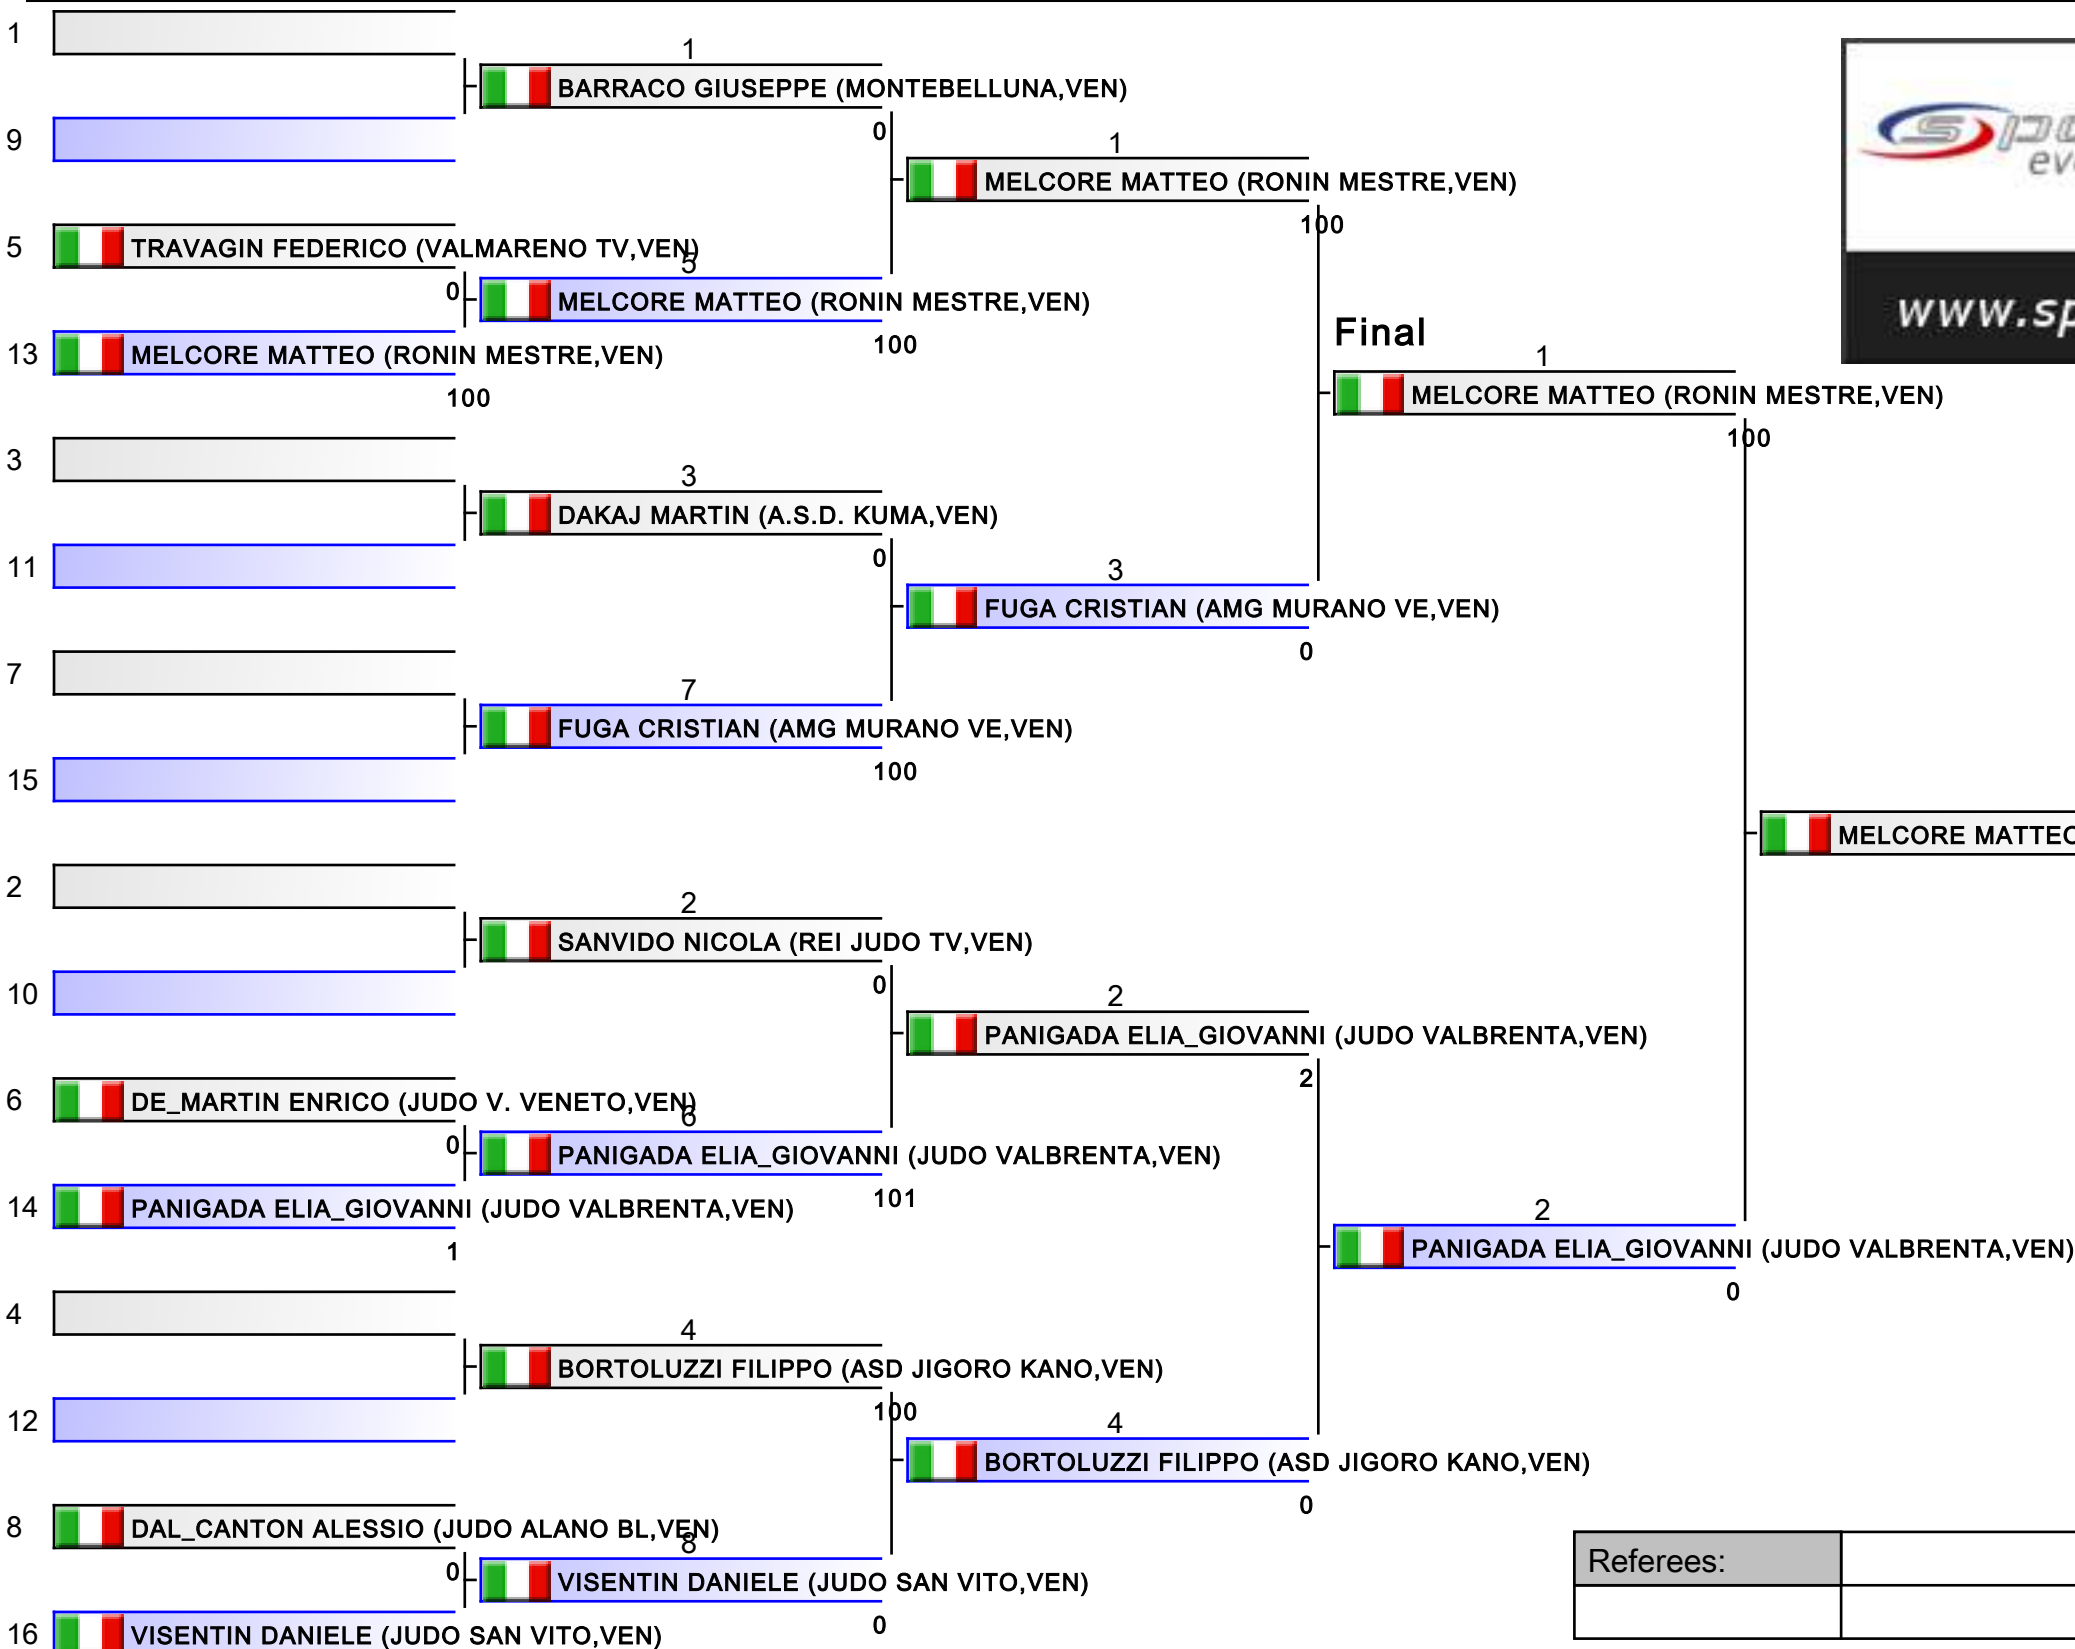 1
1
BARRACO GIUSEPPE (MONTEBELLUNA,VEN)
0
9
1
MELCORE MATTEO (RONIN MESTRE,VEN)
100
5 TRAVAGIN FEDERICO (VALMARENO TV,VEN)
0
5
MELCORE MATTEO (RONIN MESTRE,VEN)
100
13 MELCORE MATTEO (RONIN MESTRE,VEN)
100
www.sp
Final
1
MELCORE MATTEO (RONIN MESTRE,VEN)
100
3
3
DAKAJ MARTIN (A.S.D. KUMA,VEN)
0
11
3
FUGA CRISTIAN (AMG MURANO VE,VEN)
0
7
7
FUGA CRISTIAN (AMG MURANO VE,VEN)
100
15
MELCORE MATTEO
2
2
SANVIDO NICOLA (REI JUDO TV,VEN)
0
10
2
PANIGADA ELIA_GIOVANNI (JUDO VALBRENTA,VEN)
2
6 DE_MARTIN ENRICO (JUDO V. VENETO,VEN)
0
6
PANIGADA ELIA_GIOVANNI (JUDO VALBRENTA,VEN)
101
14 PANIGADA ELIA_GIOVANNI (JUDO VALBRENTA,VEN)
1
2
PANIGADA ELIA_GIOVANNI (JUDO VALBRENTA,VEN)
0
4
4
BORTOLUZZI FILIPPO (ASD JIGORO KANO,VEN)
100
12
4
BORTOLUZZI FILIPPO (ASD JIGORO KANO,VEN)
0
8 DAL_CANTON ALESSIO (JUDO ALANO BL,VEN)
0
8
VISENTIN DANIELE (JUDO SAN VITO,VEN)
0
16 VISENTIN DANIELE (JUDO SAN VITO,VEN)
Referees: